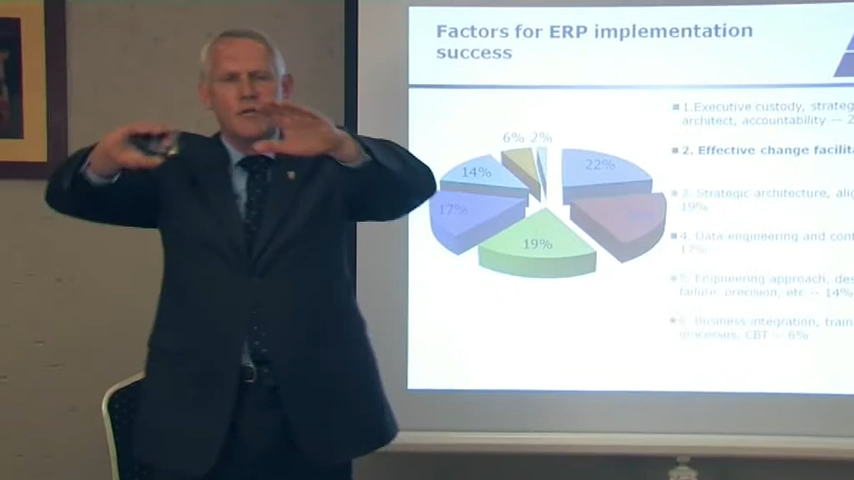 Factors for ERP implementation
success
6% 2%
22%
14%
17%
19%
1.Executive custody, strateg
architect, accountability --
2. Effective change facilita
3. Strategic architecture, ali
19%
4. Data engineering and con
17%
5. Engineering approach, des
failure, precision, etc -- 14%
6. Business integration, train
processes, CBT -- 6%